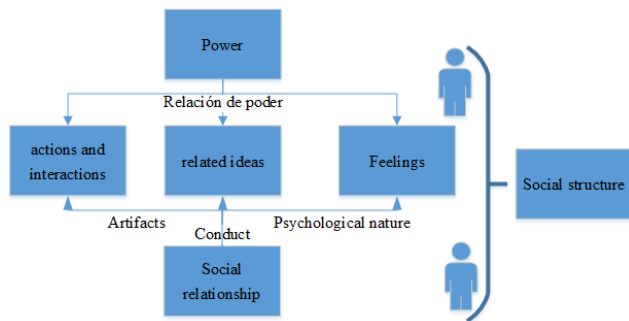 Power
Relación de poder
actions and
interactions
related ideas
Feelings
Social structure
Artifacts
Psychological nature
Conduct
Social
relationship